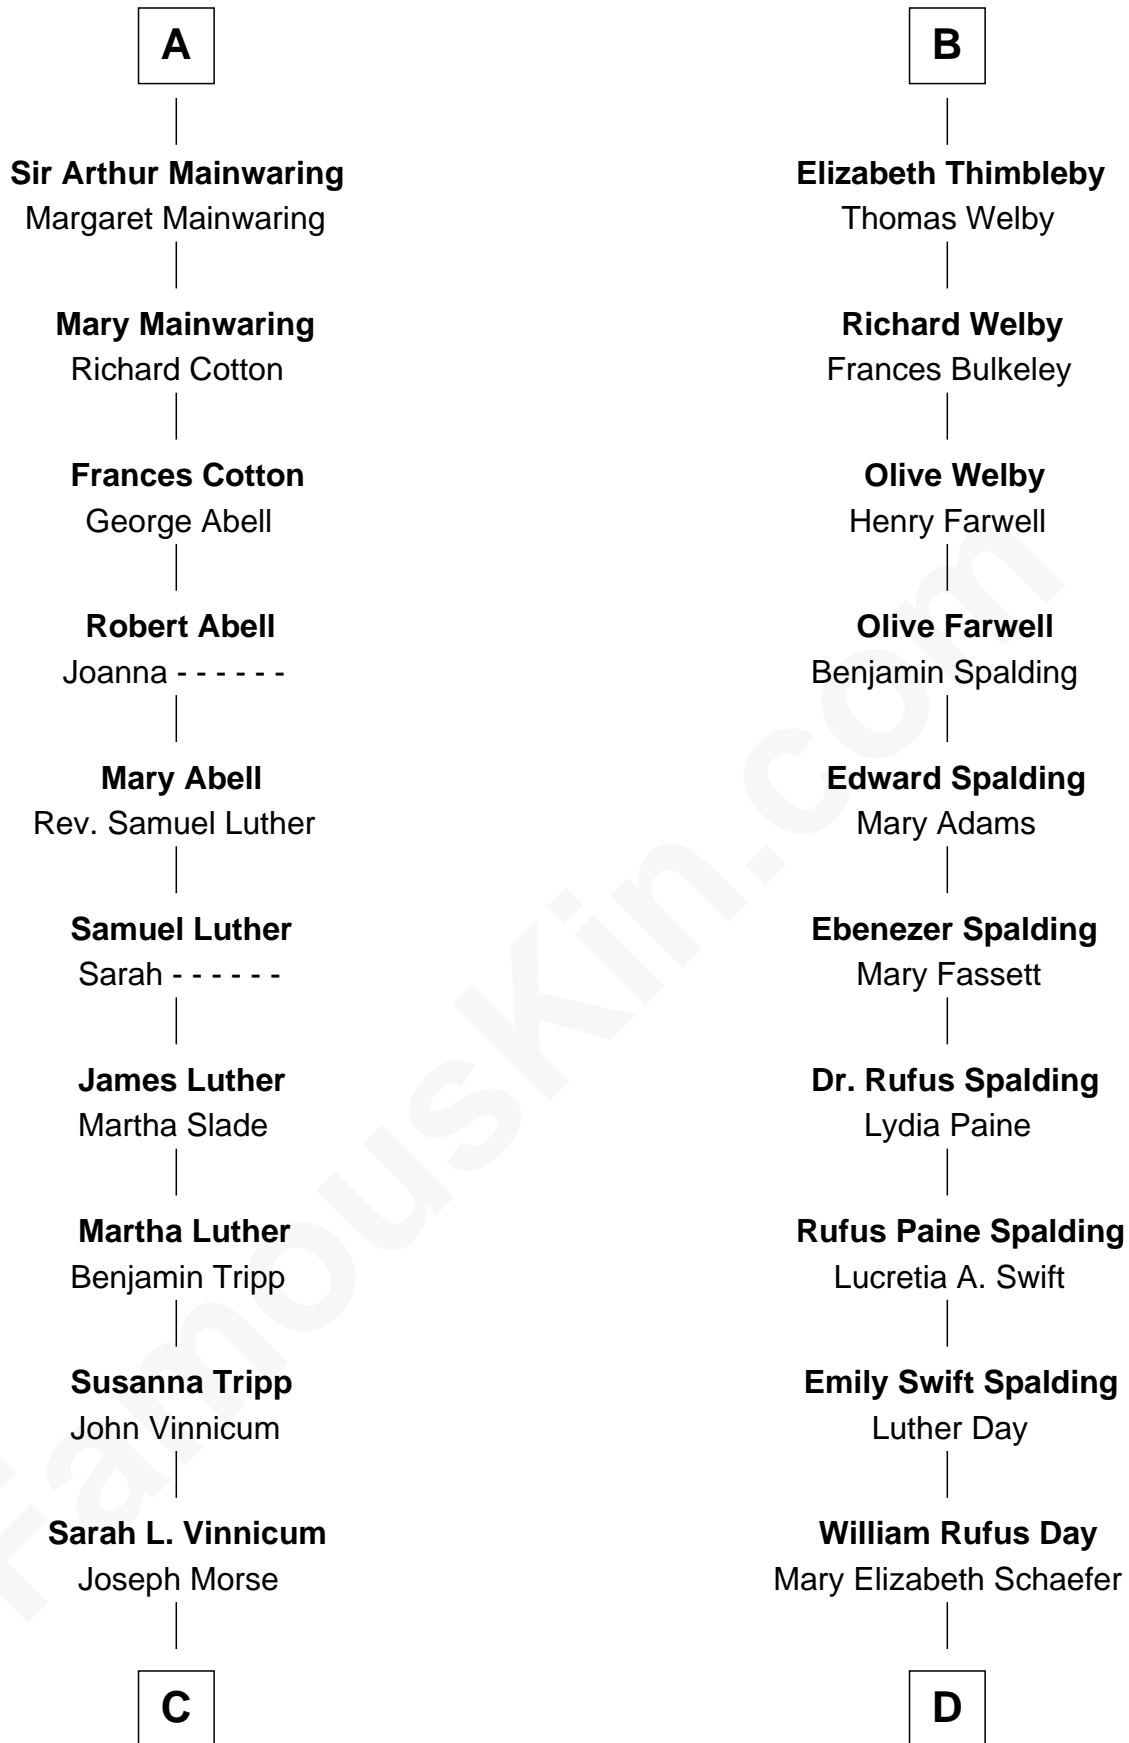 A
Sir Arthur Mainwaring
Margaret Mainwaring
Mary Mainwaring
Richard Cotton
Frances Cotton
George Abell
Robert Abell
Joanna - - - - - -
Mary Abell
Rev. Samuel Luther
Samuel Luther
Sarah - - - - - -
James Luther
Martha Slade
Martha Luther
Benjamin Tripp
Susanna Tripp
John Vinnicum
Sarah L. Vinnicum
Joseph Morse
C
B
Elizabeth Thimbleby
Thomas Welby
Richard Welby
Frances Bulkeley
Olive Welby
Henry Farwell
Olive Farwell
Benjamin Spalding
Edward Spalding
Mary Adams
Ebenezer Spalding
Mary Fassett
Dr. Rufus Spalding
Lydia Paine
Rufus Paine Spalding
Lucretia A. Swift
Emily Swift Spalding
Luther Day
William Rufus Day
Mary Elizabeth Schaefer
D
FamousKin.com